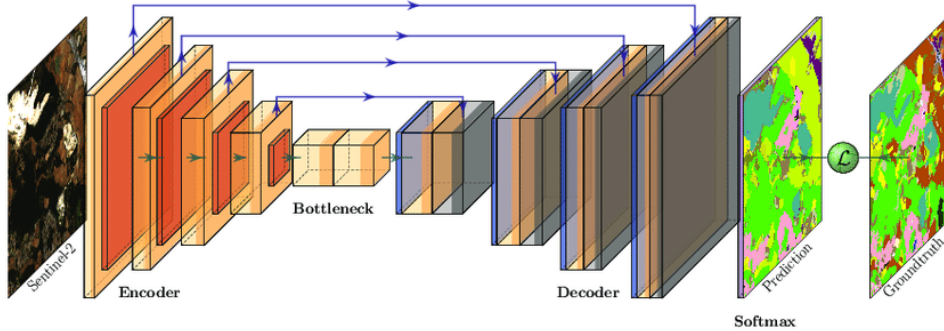 Sentinel-2
Encoder
Bottleneck
Decoder
Softmax
Prediction
ℒ
Groundtruth